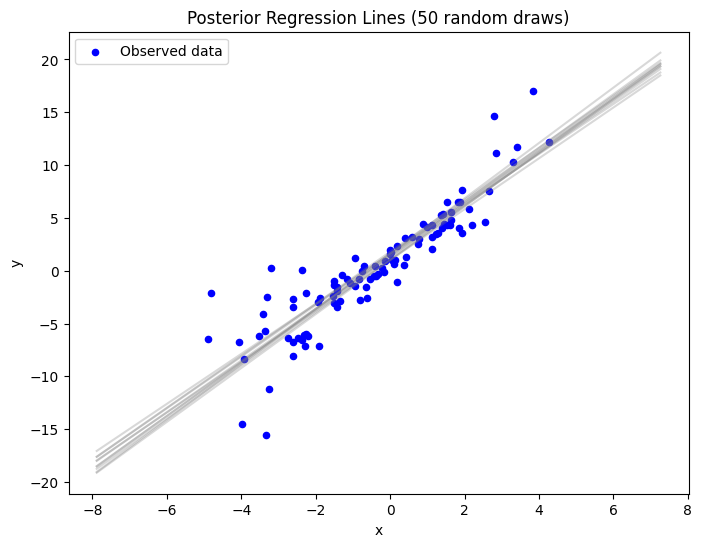 Posterior Regression Lines (50 random draws)
Observed data
20
15
10
5
0
−5
−10
−15
−20
y
−8 −6 −4 −2 0 2 4 6 8
x